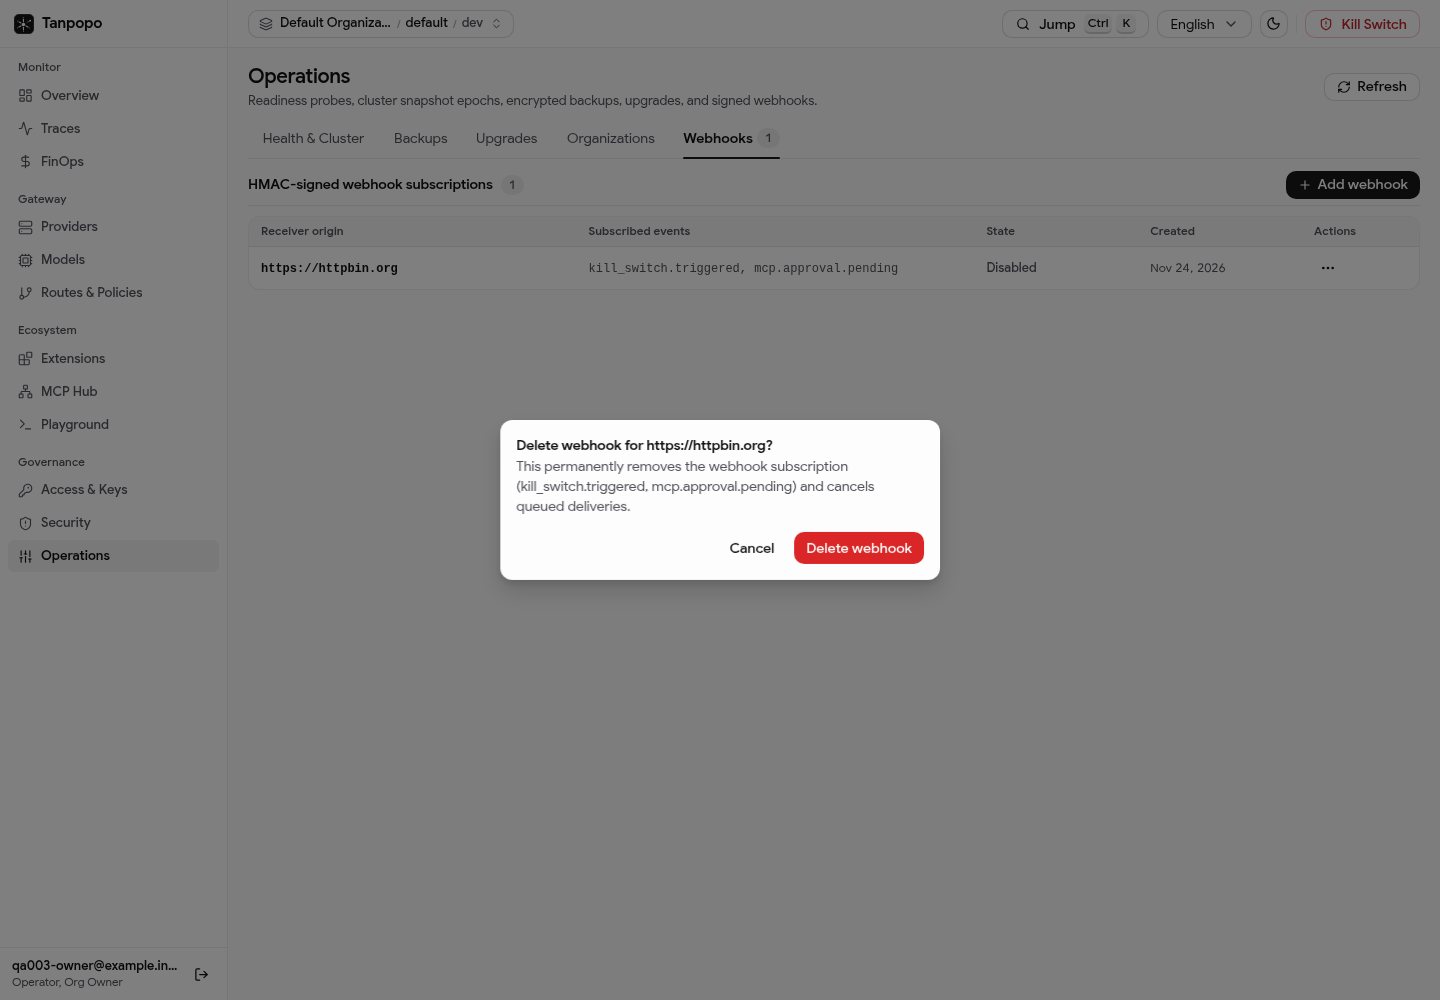 Tanpopo
Default Organiza... / default / dev
Jump Ctrl K
English
Kill Switch
Monitor
Overview
Traces
FinOps
Gateway
Providers
Models
Routes & Policies
Ecosystem
Extensions
MCP Hub
Playground
Governance
Access & Keys
Security
Operations
qa003-owner@example.in...
Operator, Org Owner
Operations
Readiness probes, cluster snapshot epochs, encrypted backups, upgrades, and signed webhooks.
Refresh
Health & Cluster Backups Upgrades Organizations Webhooks 1
HMAC-signed webhook subscriptions 1
Add webhook
Receiver origin Subscribed events State Created Actions
https://httpbin.org kill_switch.triggered, mcp.approval.pending Disabled Nov 24, 2026
Delete webhook for https://httpbin.org?
This permanently removes the webhook subscription
(kill_switch.triggered, mcp.approval.pending) and cancels
queued deliveries.
Cancel Delete webhook